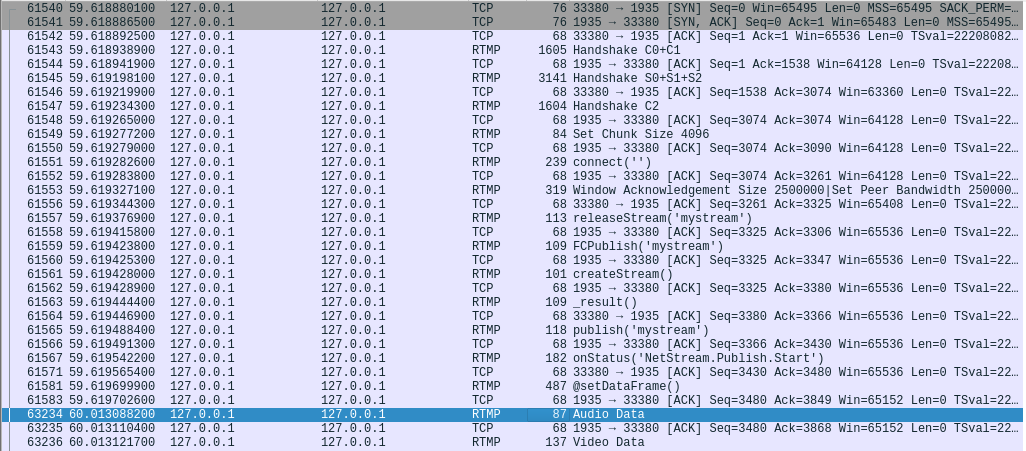 61540 59.618880100 127.0.0.1 127.0.0.1 TCP 76 33380 → 1935 [SYN] Seq=0 Win=65495 Len=0 MSS=65495 SACK_PERM=…
61541 59.618886500 127.0.0.1 127.0.0.1 TCP 76 1935 → 33380 [SYN, ACK] Seq=0 Ack=1 Win=65483 Len=0 MSS=65495…
61542 59.618892500 127.0.0.1 127.0.0.1 TCP 68 33380 → 1935 [ACK] Seq=1 Ack=1 Win=65536 Len=0 TSval=22208082…
61543 59.618938900 127.0.0.1 127.0.0.1 RTMP 1605 Handshake C0+C1
61544 59.618941900 127.0.0.1 127.0.0.1 TCP 68 1935 → 33380 [ACK] Seq=1 Ack=1538 Win=64128 Len=0 TSval=22208…
61545 59.619198100 127.0.0.1 127.0.0.1 RTMP 3141 Handshake S0+S1+S2
61546 59.619219900 127.0.0.1 127.0.0.1 TCP 68 33380 → 1935 [ACK] Seq=1538 Ack=3074 Win=63360 Len=0 TSval=22…
61547 59.619234300 127.0.0.1 127.0.0.1 RTMP 1604 Handshake C2
61548 59.619265000 127.0.0.1 127.0.0.1 TCP 68 1935 → 33380 [ACK] Seq=3074 Ack=3074 Win=64128 Len=0 TSval=22…
61549 59.619277200 127.0.0.1 127.0.0.1 RTMP 84 Set Chunk Size 4096
61550 59.619279000 127.0.0.1 127.0.0.1 TCP 68 1935 → 33380 [ACK] Seq=3074 Ack=3090 Win=64128 Len=0 TSval=22…
61551 59.619282600 127.0.0.1 127.0.0.1 RTMP 239 connect('')
61552 59.619283800 127.0.0.1 127.0.0.1 TCP 68 1935 → 33380 [ACK] Seq=3074 Ack=3261 Win=64128 Len=0 TSval=22…
61553 59.619327100 127.0.0.1 127.0.0.1 RTMP 319 Window Acknowledgement Size 2500000|Set Peer Bandwidth 250000…
61556 59.619344300 127.0.0.1 127.0.0.1 TCP 68 33380 → 1935 [ACK] Seq=3261 Ack=3325 Win=65408 Len=0 TSval=22…
61557 59.619376900 127.0.0.1 127.0.0.1 RTMP 113 releaseStream('mystream')
61558 59.619415800 127.0.0.1 127.0.0.1 TCP 68 1935 → 33380 [ACK] Seq=3325 Ack=3306 Win=65536 Len=0 TSval=22…
61559 59.619423800 127.0.0.1 127.0.0.1 RTMP 109 FCPublish('mystream')
61560 59.619425300 127.0.0.1 127.0.0.1 TCP 68 1935 → 33380 [ACK] Seq=3325 Ack=3347 Win=65536 Len=0 TSval=22…
61561 59.619428000 127.0.0.1 127.0.0.1 RTMP 101 createStream()
61562 59.619428900 127.0.0.1 127.0.0.1 TCP 68 1935 → 33380 [ACK] Seq=3325 Ack=3380 Win=65536 Len=0 TSval=22…
61563 59.619444400 127.0.0.1 127.0.0.1 RTMP 109 _result()
61564 59.619446900 127.0.0.1 127.0.0.1 TCP 68 33380 → 1935 [ACK] Seq=3380 Ack=3366 Win=65536 Len=0 TSval=22…
61565 59.619488400 127.0.0.1 127.0.0.1 RTMP 118 publish('mystream')
61566 59.619491300 127.0.0.1 127.0.0.1 TCP 68 1935 → 33380 [ACK] Seq=3366 Ack=3430 Win=65536 Len=0 TSval=22…
61567 59.619542200 127.0.0.1 127.0.0.1 RTMP 182 onStatus('NetStream.Publish.Start')
61571 59.619565400 127.0.0.1 127.0.0.1 TCP 68 33380 → 1935 [ACK] Seq=3430 Ack=3480 Win=65536 Len=0 TSval=22…
61581 59.619699900 127.0.0.1 127.0.0.1 RTMP 487 @setDataFrame()
61583 59.619702600 127.0.0.1 127.0.0.1 TCP 68 1935 → 33380 [ACK] Seq=3480 Ack=3849 Win=65152 Len=0 TSval=22…
63234 60.013088200 127.0.0.1 127.0.0.1 RTMP 87 Audio Data
63235 60.013110400 127.0.0.1 127.0.0.1 TCP 68 1935 → 33380 [ACK] Seq=3480 Ack=3868 Win=65152 Len=0 TSval=22…
63236 60.013121700 127.0.0.1 127.0.0.1 RTMP 137 Video Data